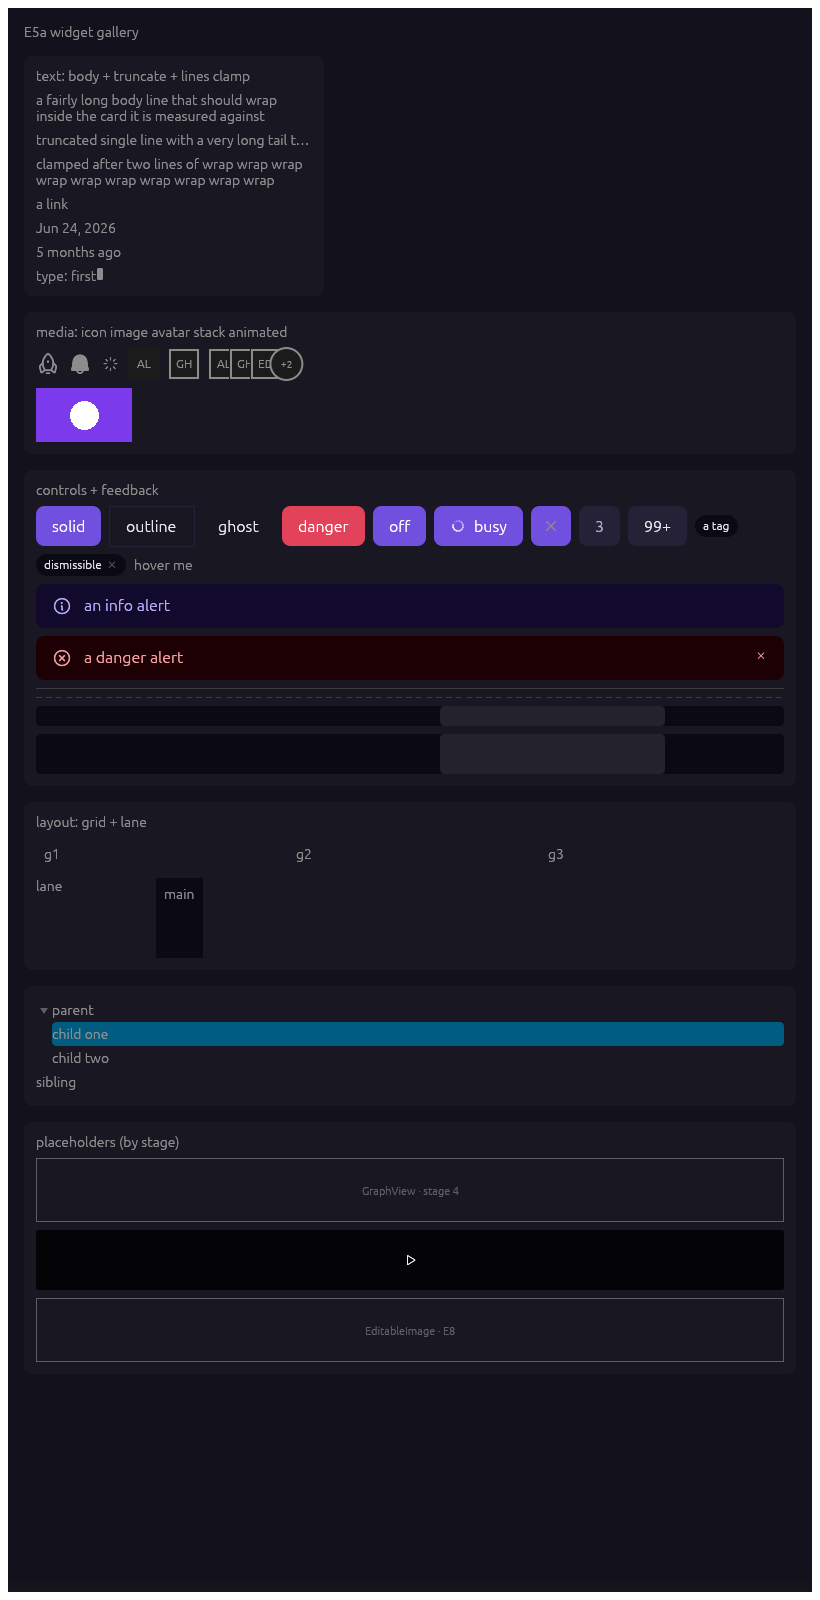 E5a widget gallery
text: body + truncate + lines clamp
a fairly long body line that should wrap
inside the card it is measured against
truncated single line with a very long tail t…
clamped after two lines of wrap wrap wrap
wrap wrap wrap wrap wrap wrap wrap
a link
Jun 24, 2026
5 months ago
type: first
media: icon image avatar stack animated
AL GH AL GH +2
controls + feedback
solid outline ghost danger off busy 3 99+ a tag
dismissible hover me
an info alert
a danger alert
layout: grid + lane
g1 g2 g3
lane main
parent
child one
child two
sibling
placeholders (by stage)
GraphView · stage 4
EditableImage · E8